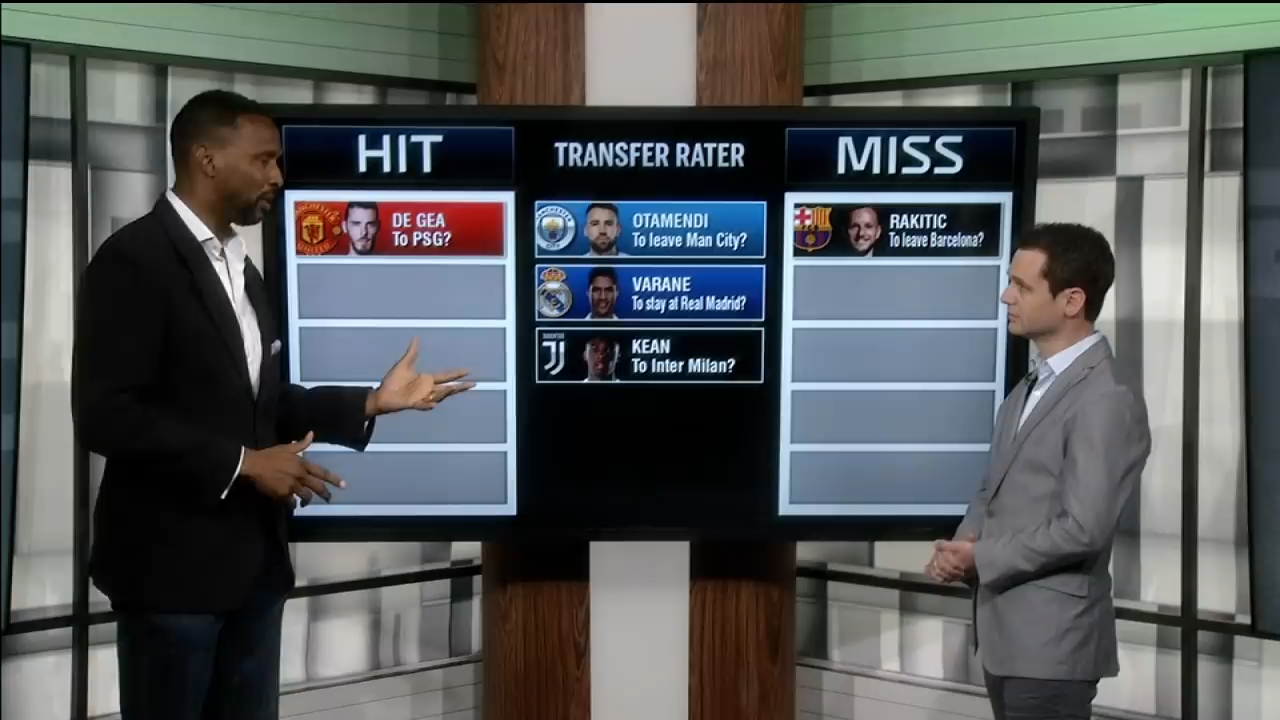 HIT
TRANSFER RATER
MISS
DE GEA
To PSG?
OTAMENDI
To leave Man City?
VARANE
To stay at Real Madrid?
KEAN
To Inter Milan?
RAKITIC
To leave Barcelona?